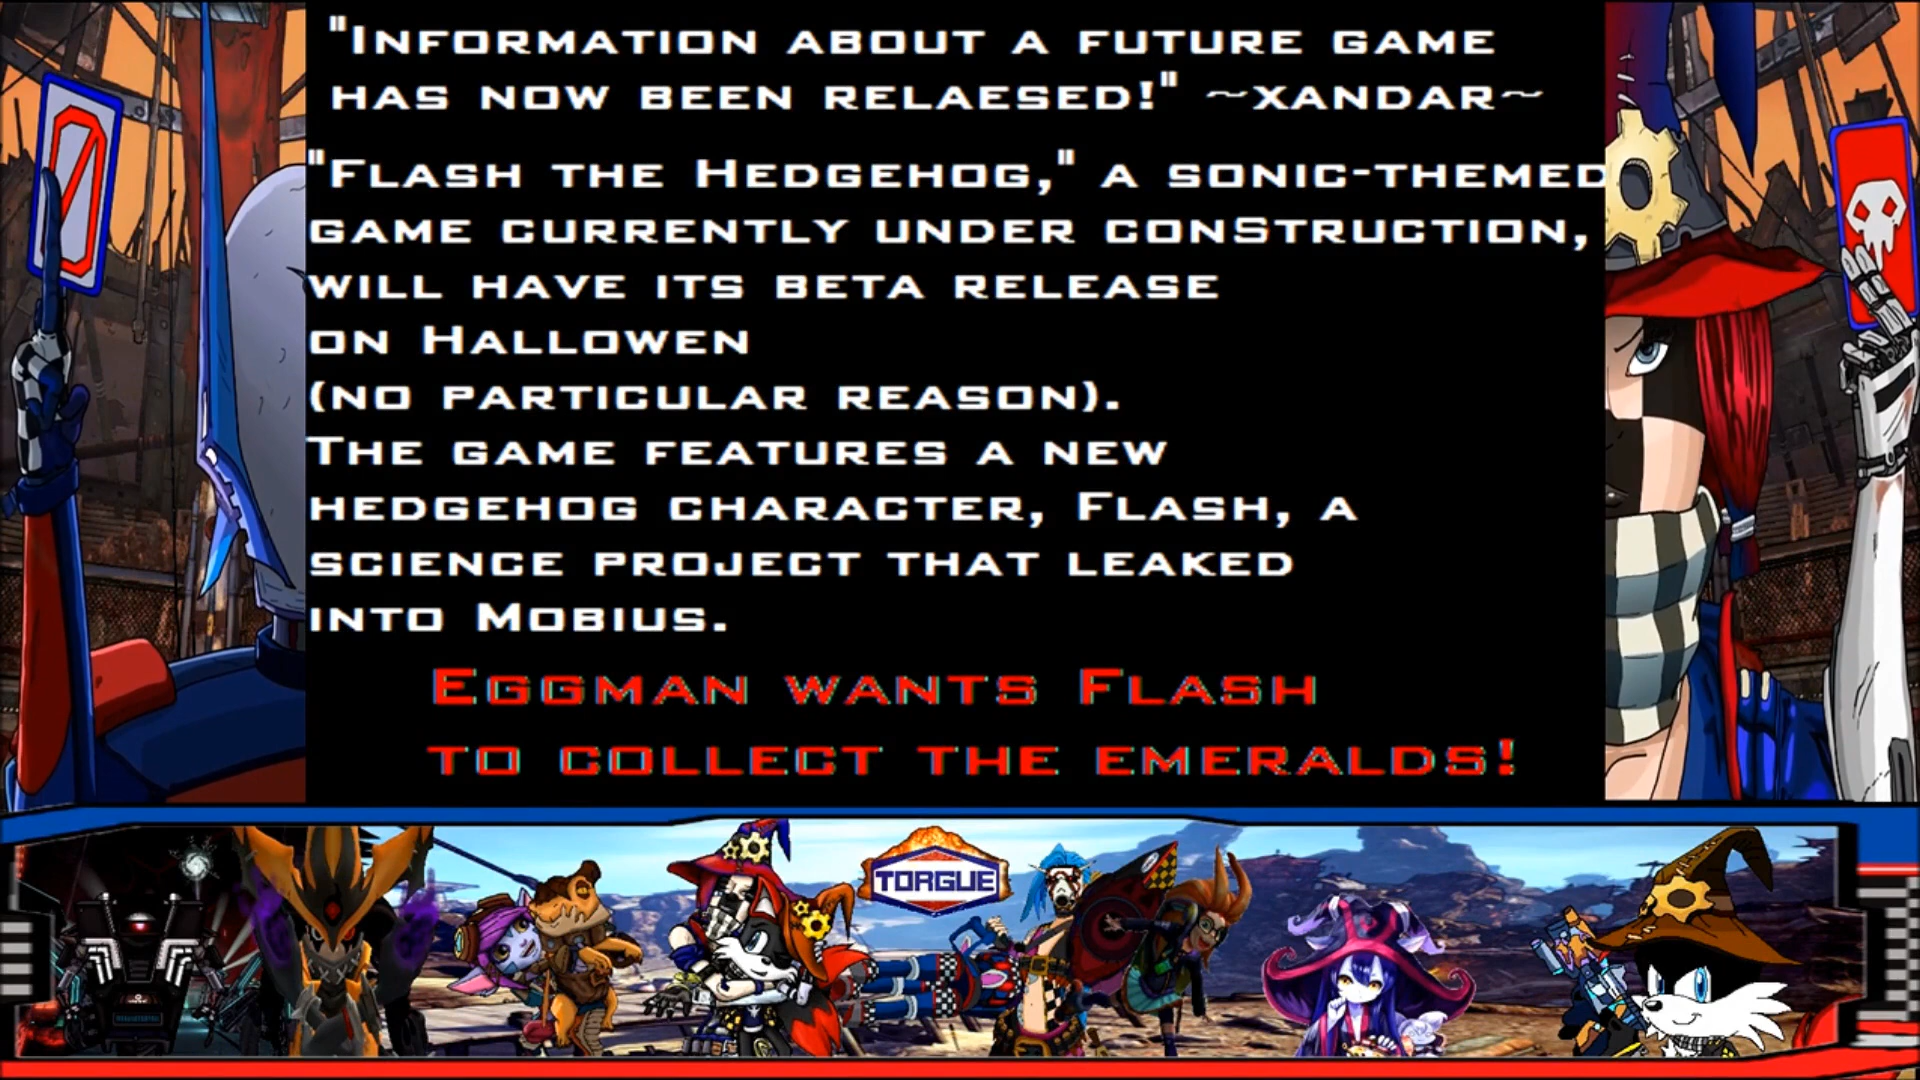 "Information about a future game
has now been relaesed!" ~xandar~
"Flash the Hedgehog," a sonic-themed
game currently under conStruction,
will have its beta release
on Hallowen
(no particular reason).
The game features a new
hedgehog character, Flash, a
science project that leaked
into Mobius.
Eggman wants Flash
to collect the emeralds!
TORGUE